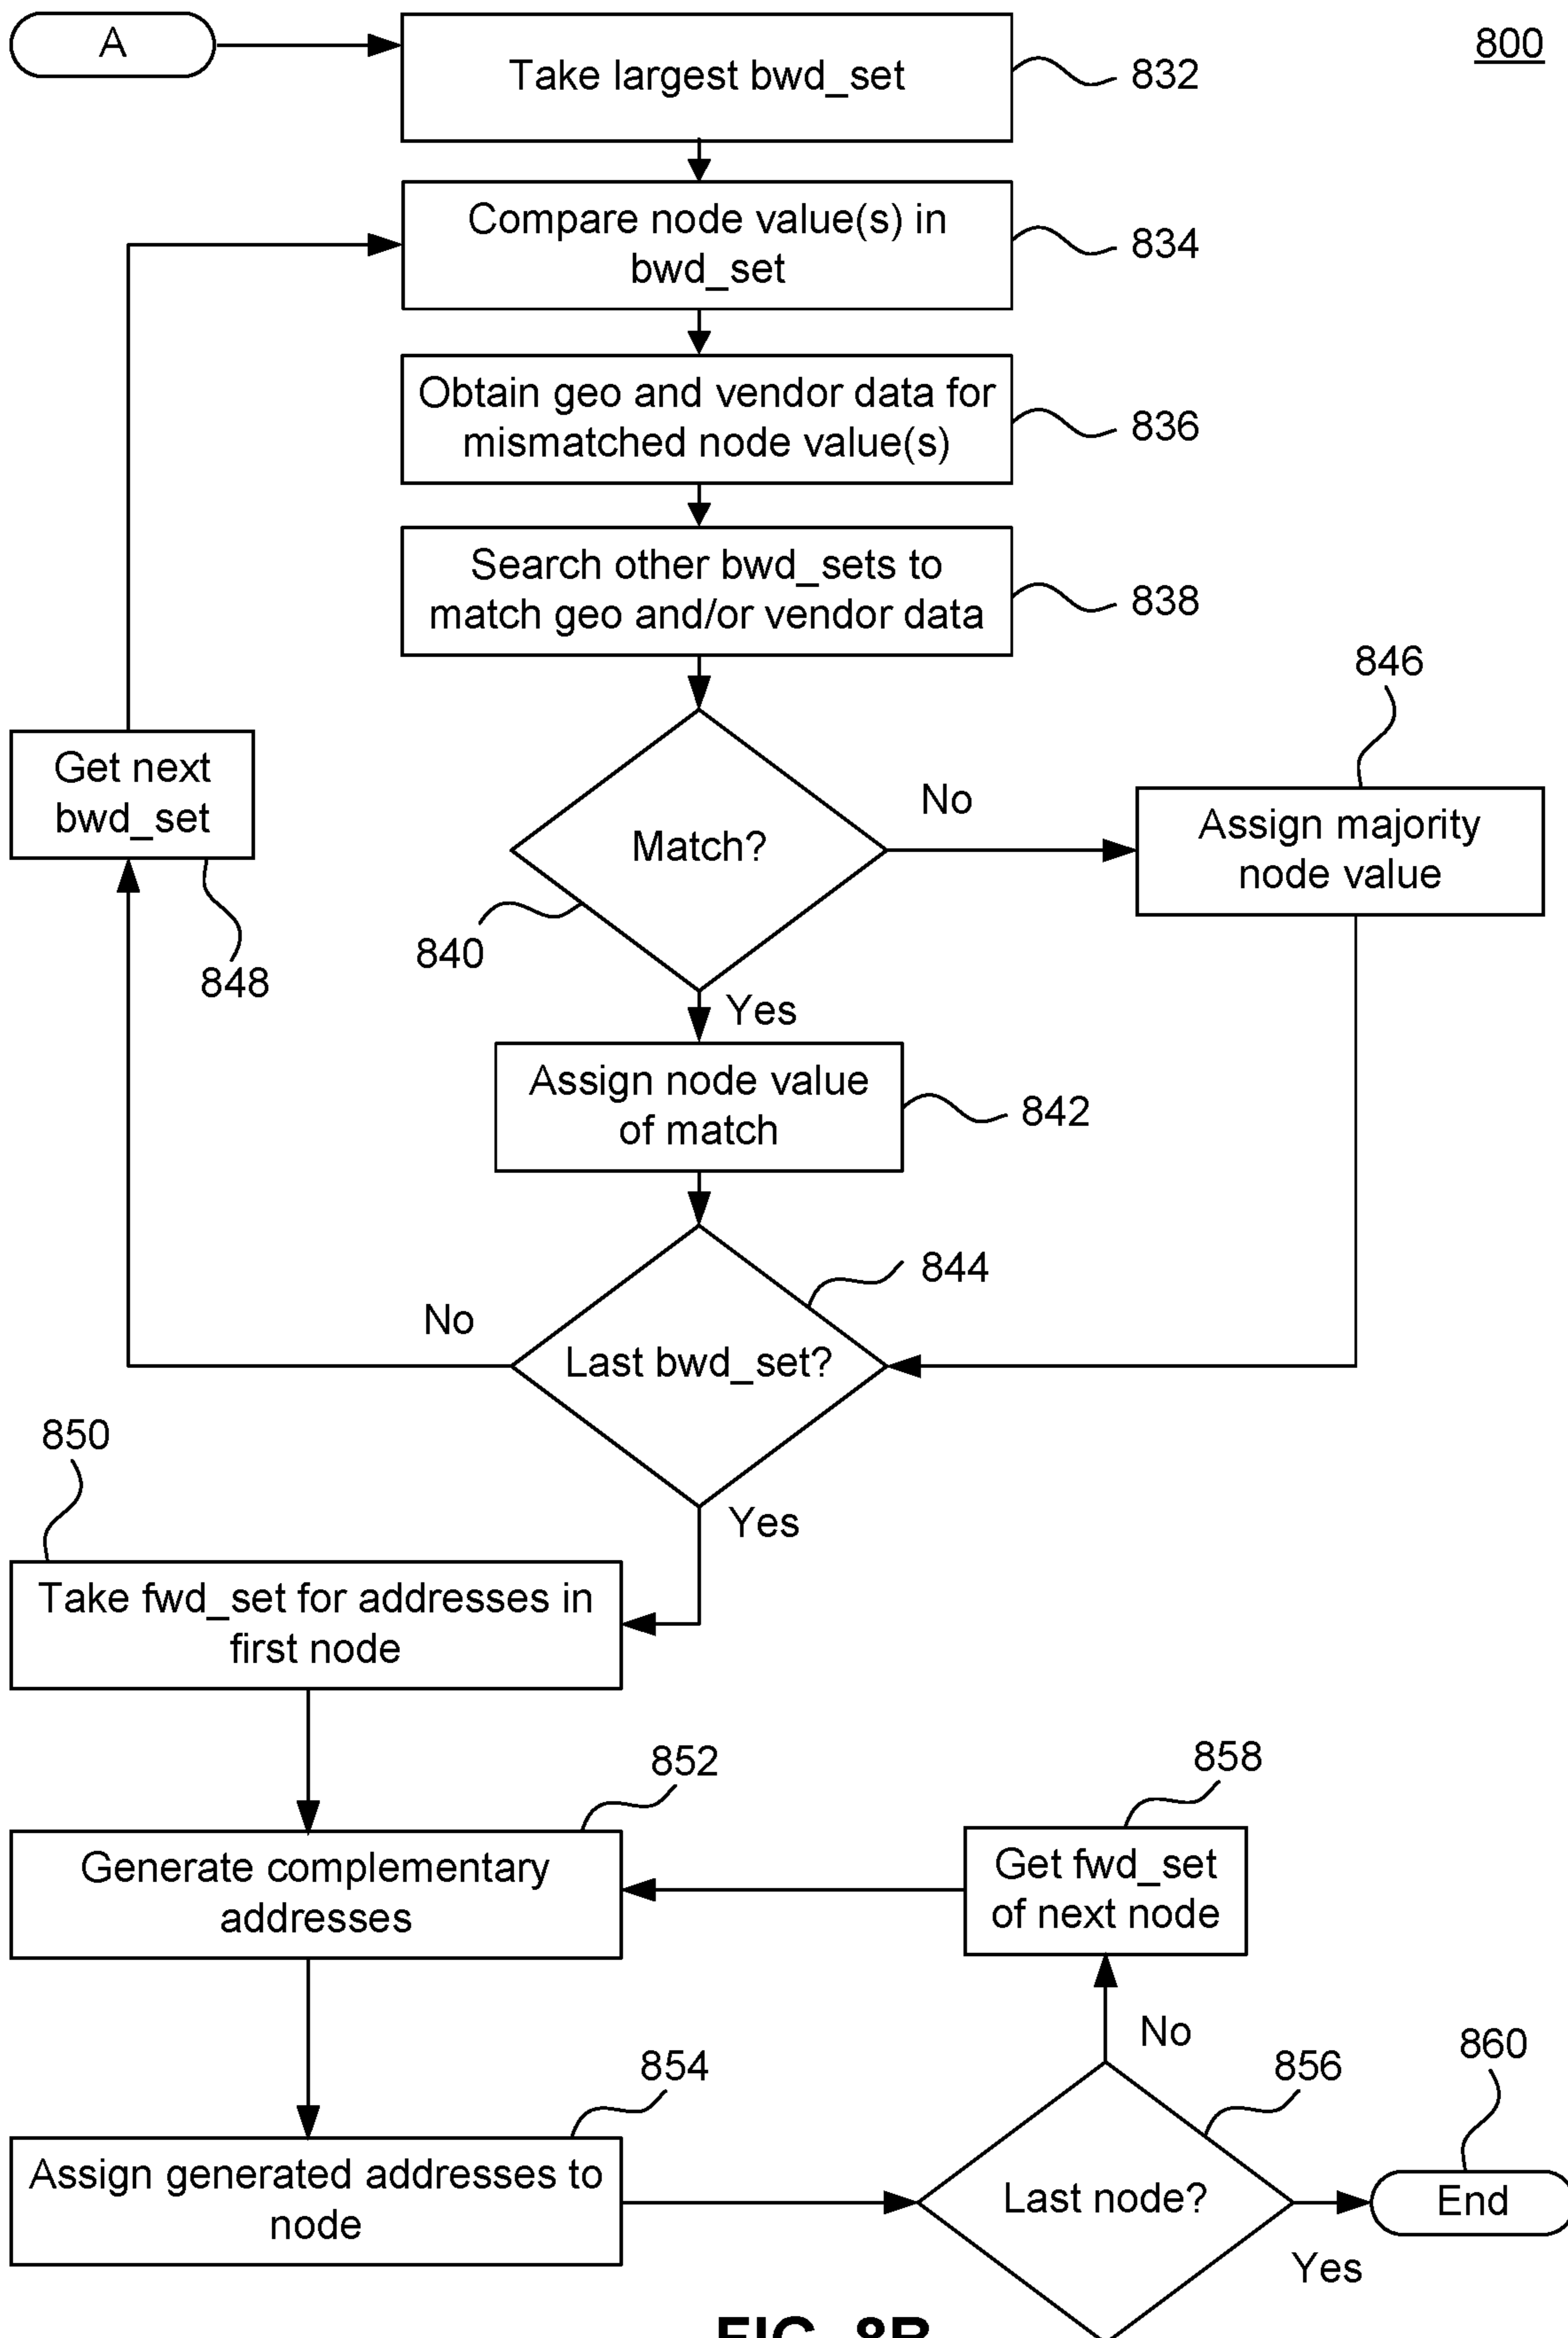 A
800
Take largest bwd_set
832
Compare node value(s) in
bwd_set
834
Obtain geo and vendor data for
mismatched node value(s)
836
Search other bwd_sets to
match geo and/or vendor data
838
846
Get next
bwd_set
848
Match?
840
No
Assign majority
node value
Yes
Assign node value
of match
842
844
No
Last bwd_set?
850
Yes
Take fwd_set for addresses in
first node
852
858
Generate complementary
addresses
Get fwd_set
of next node
No
854
856
860
Assign generated addresses to
node
Last node?
End
Yes
FIG. 8B